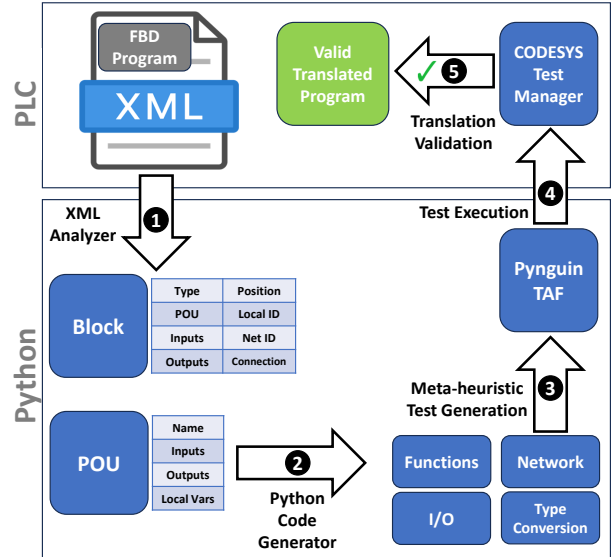 PLC
FBD
Program
XML
Valid
Translated
Program
5
CODESYS
Test
Manager
Translation
Validation
4
Test Execution
Python
XML
Analyzer
1
Block
Type Position
POU Local ID
Inputs Net ID
Outputs Connection
Pynguin
TAF
Meta-heuristic
Test Generation
3
POU
Name
Inputs
Outputs
Local Vars
2
Python
Code
Generator
Functions
Network
I/O
Type
Conversion